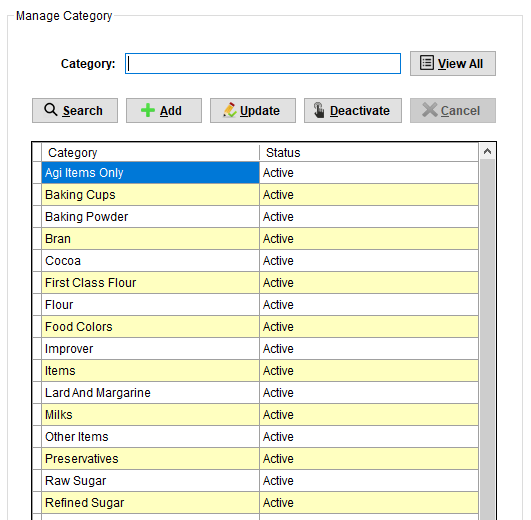 Manage Category
Category: View All
Search Add Update Deactivate Cancel
Category Status
Agi Items Only Active
Baking Cups Active
Baking Powder Active
Bran Active
Cocoa Active
First Class Flour Active
Flour Active
Food Colors Active
Improver Active
Items Active
Lard And Margarine Active
Milks Active
Other Items Active
Preservatives Active
Raw Sugar Active
Refined Sugar Active